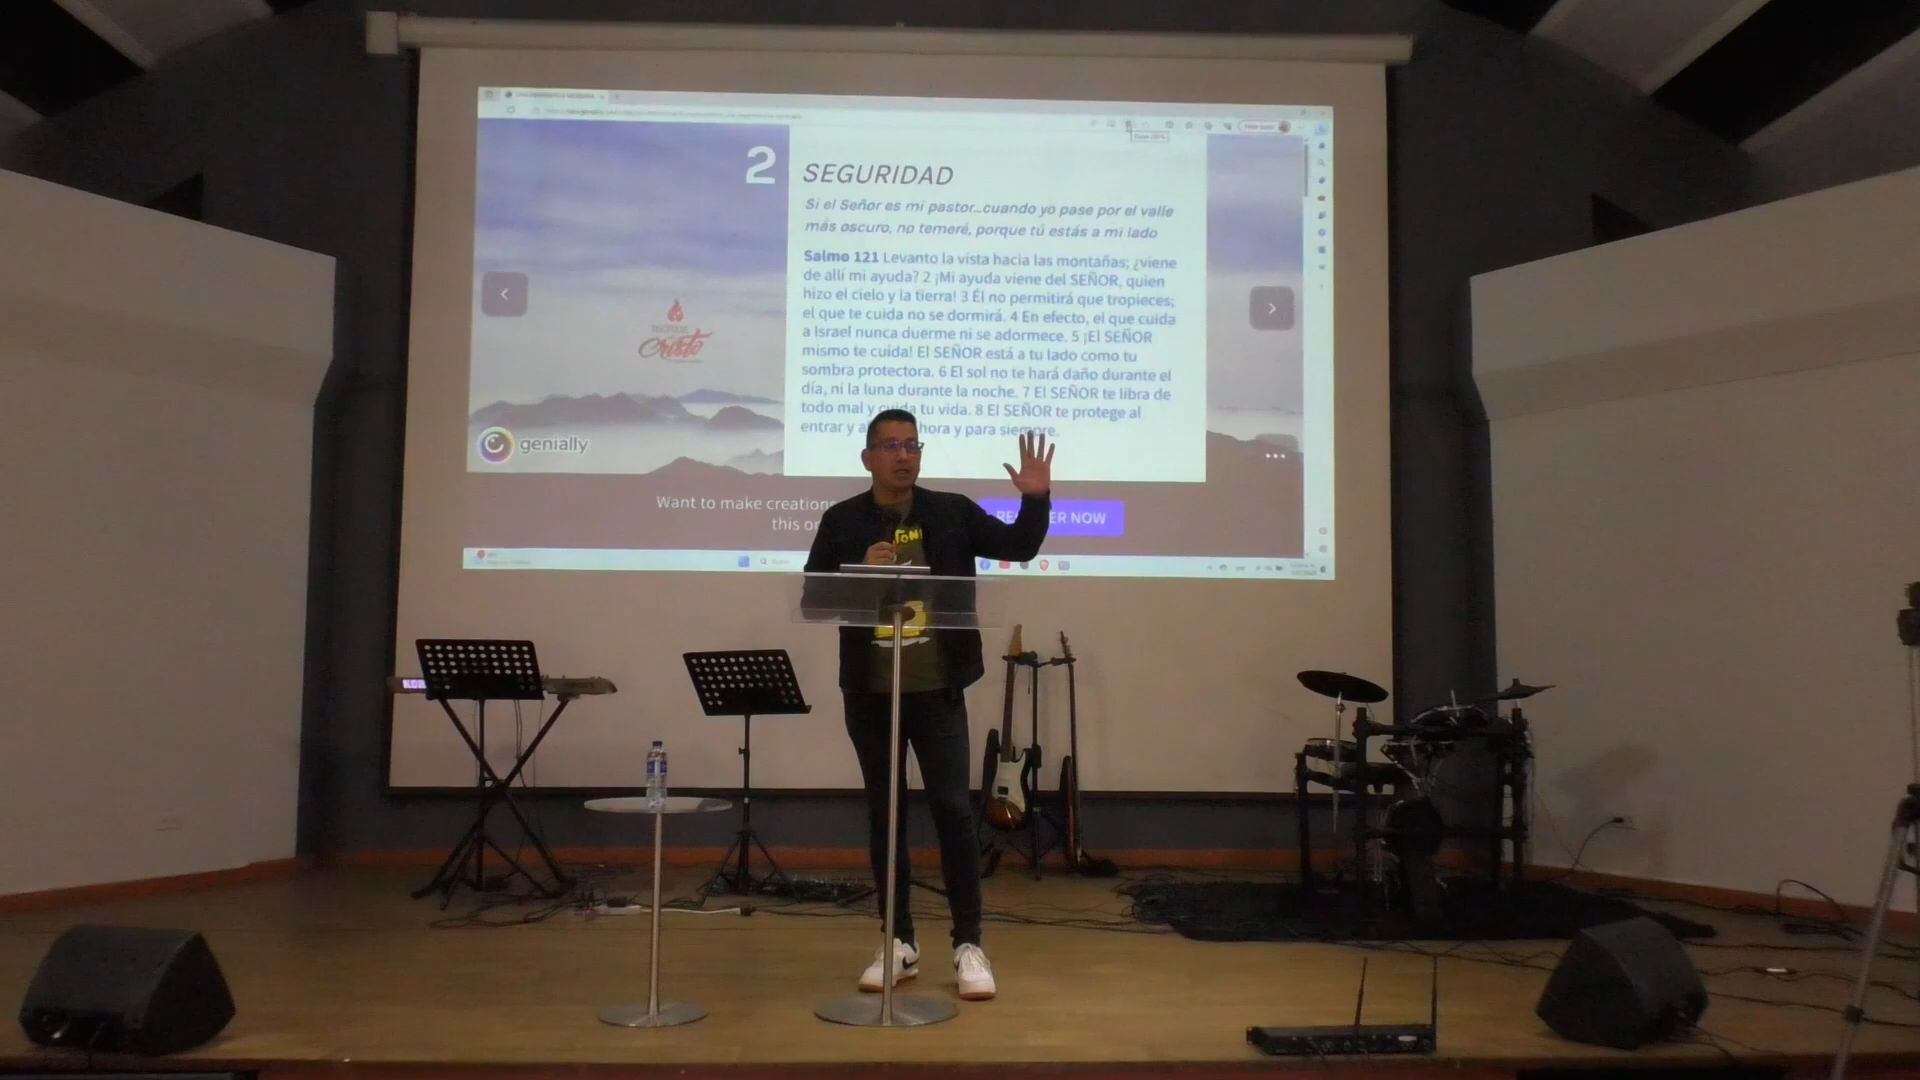 2
SEGURIDAD
Si el Señor es mi pastor...cuando yo pase por el valle
más oscuro, no temeré, porque tú estás a mi lado
Salmo 121 Levanto la vista hacia las montañas; ¿viene
de allí mi ayuda? 2 ¡Mi ayuda viene del SEÑOR, quien
hizo el cielo y la tierra! 3 Él no permitirá que tropieces;
el que te cuida no se dormirá. 4 En efecto, el que cuida
a Israel nunca duerme ni se adormece. 5 ¡El SEÑOR
mismo te cuida! El SEÑOR está a tu lado como tu
sombra protectora. 6 El sol no te hará daño durante el
día, ni la luna durante la noche. 7 El SEÑOR te libra de
todo mal y cuida tu vida. 8 El SEÑOR te protege al
entrar y a hora y para siempre.
Cristo
genially
Want to make creations
this
NOW